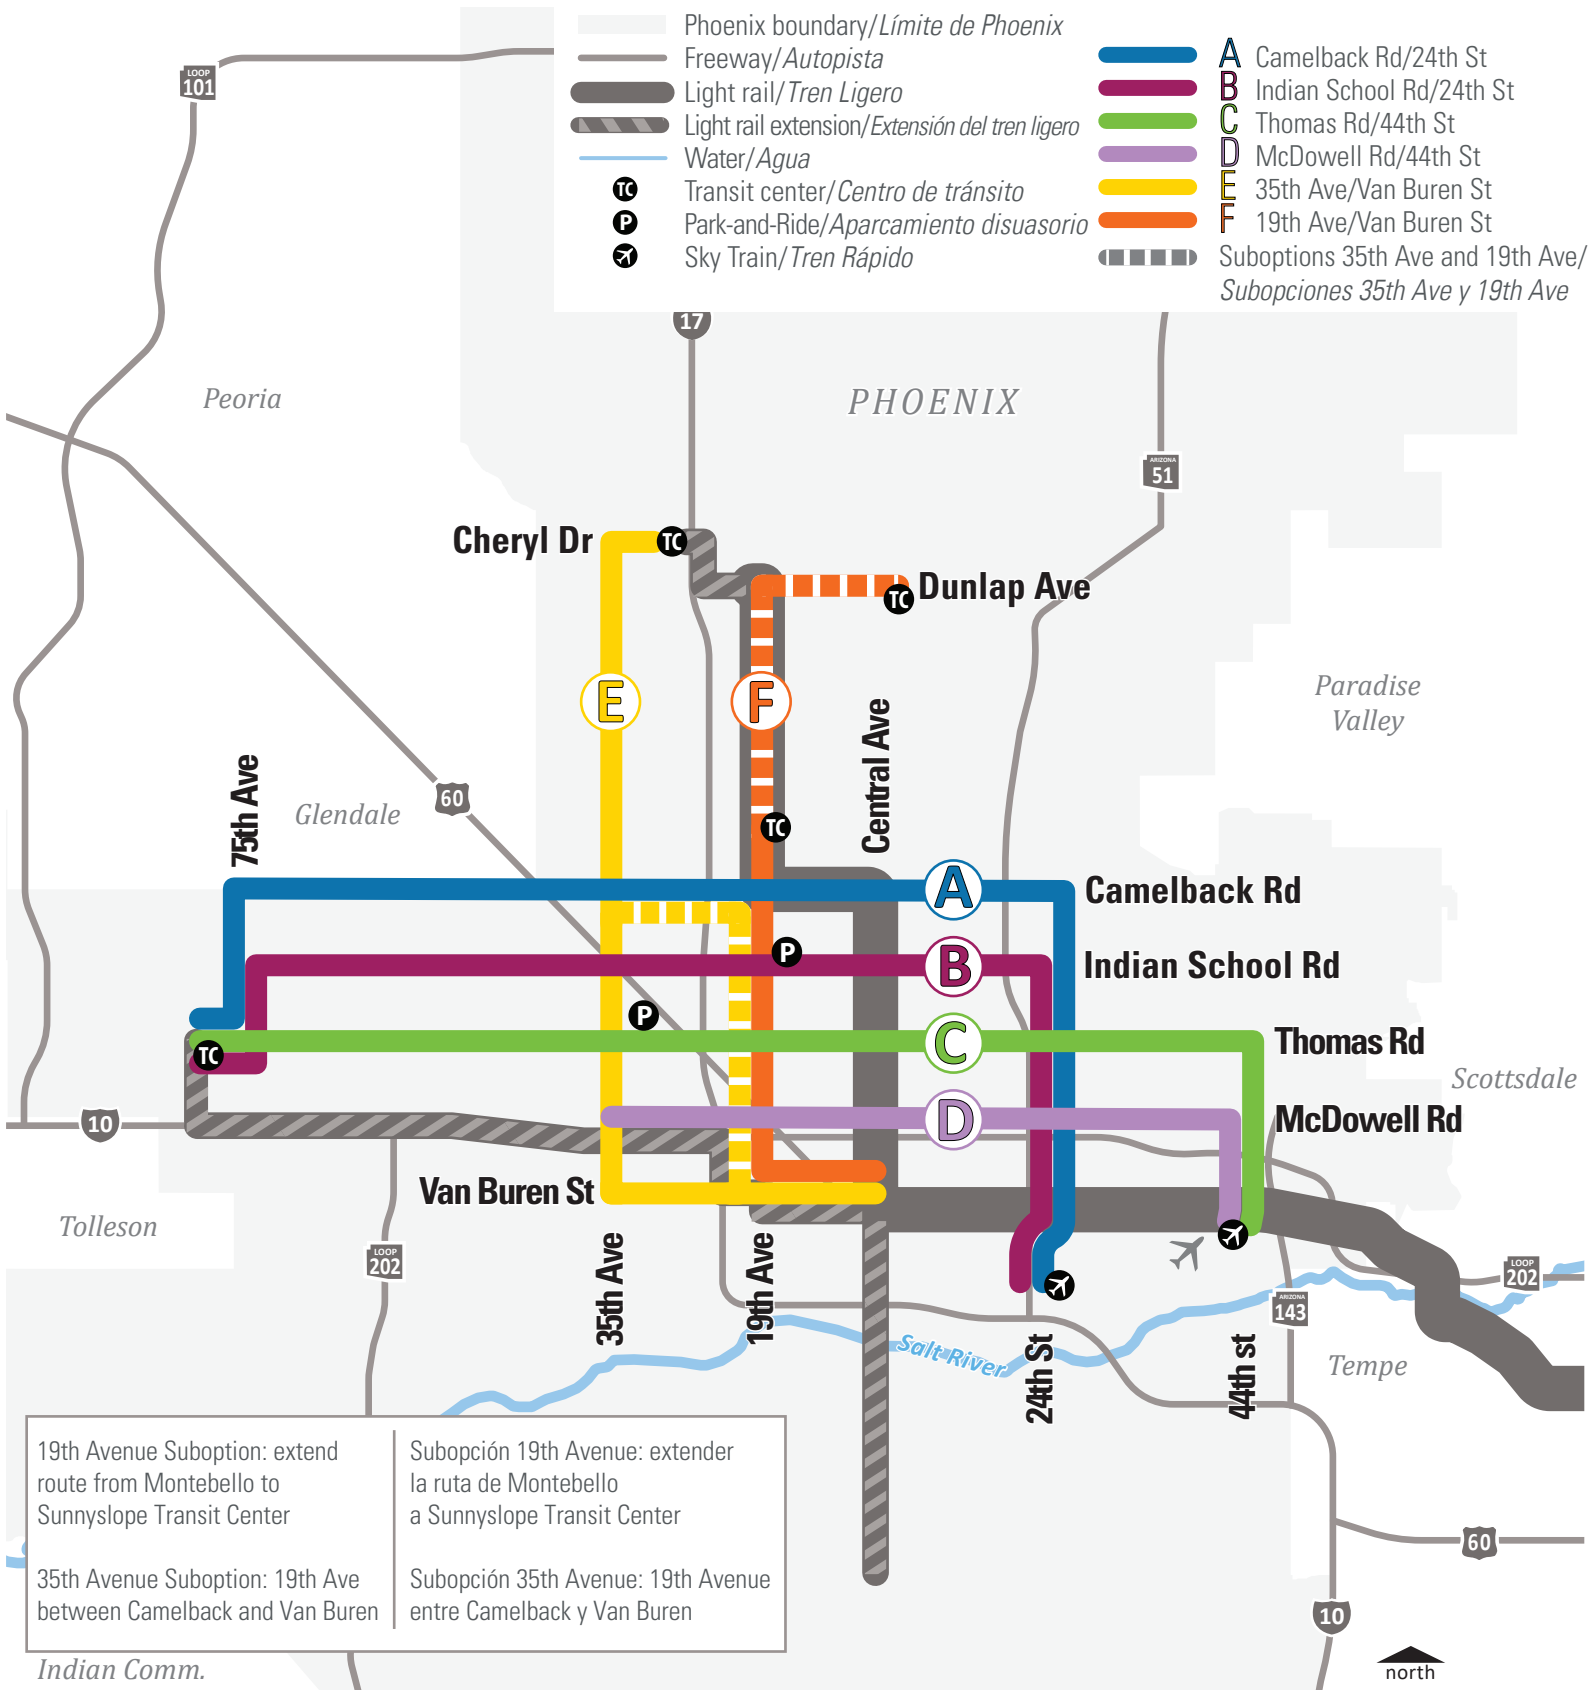 Phoenix boundary/Límite de Phoenix
Freeway/Autopista
Light rail/Tren Ligero
Light rail extension/Extensión del tren ligero
Water/Agua
TC Transit center/Centro de tránsito
P Park-and-Ride/Aparcamiento disuasorio
Sky Train/Tren Rápido
A Camelback Rd/24th St
B Indian School Rd/24th St
C Thomas Rd/44th St
D McDowell Rd/44th St
E 35th Ave/Van Buren St
F 19th Ave/Van Buren St
Suboptions 35th Ave and 19th Ave/
Subopciones 35th Ave y 19th Ave
LOOP
101
17
Peoria
PHOENIX
ARIZONA
51
Cheryl Dr
TC
Dunlap Ave
TC
E
F
Paradise
Valley
Central Ave
75th Ave
60
Glendale
TC
A
Camelback Rd
P
B
Indian School Rd
P
TC
C
Thomas Rd
Scottsdale
10
D
McDowell Rd
Van Buren St
Tolleson
LOOP
202
35th Ave
19th Ave
LOOP
202
ARIZONA
143
Salt River
24th St
44th st
Tempe
19th Avenue Suboption: extend
route from Montebello to
Sunnyslope Transit Center
35th Avenue Suboption: 19th Ave
between Camelback and Van Buren
Subopción 19th Avenue: extender
la ruta de Montebello
a Sunnyslope Transit Center
Subopción 35th Avenue: 19th Avenue
entre Camelback y Van Buren
60
10
Indian Comm.
north